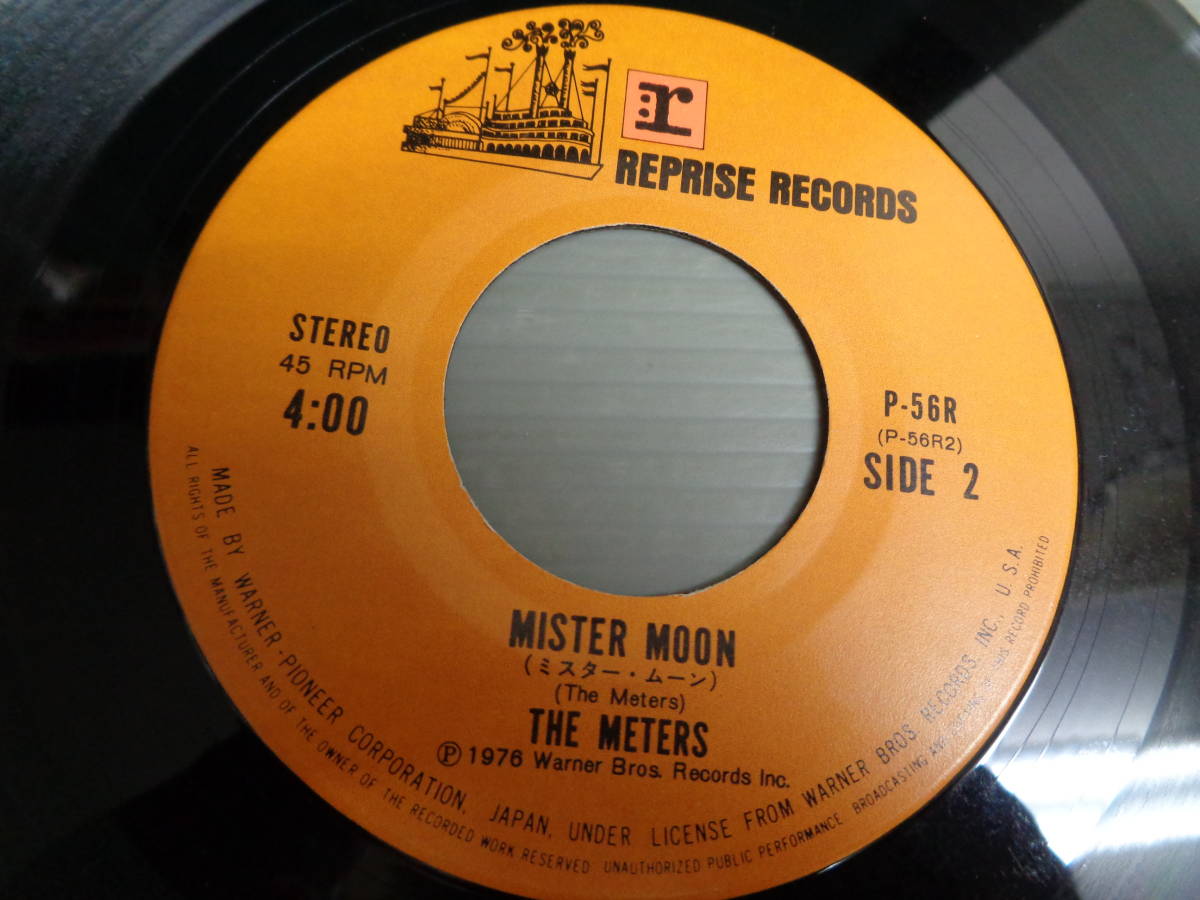 r
REPRISE RECORDS
STEREO
45 RPM
4:00
P-56R
(P-56R2)
SIDE 2
MISTER MOON
(ミスター・ムーン)
(The Meters)
THE METERS
Ⓟ 1976 Warner Bros. Records Inc.
MADE BY WARNER-PIONEER CORPORATION, JAPAN, UNDER LICENSE FROM WARNER BROS. RECORDS, INC., U.S.A.
ALL RIGHTS OF THE MANUFACTURER AND OF THE OWNER OF THE RECORDED WORK RESERVED UNAUTHORIZED PUBLIC PERFORMANCE BROADCASTING AND COPYING OF THIS RECORD PROHIBITED